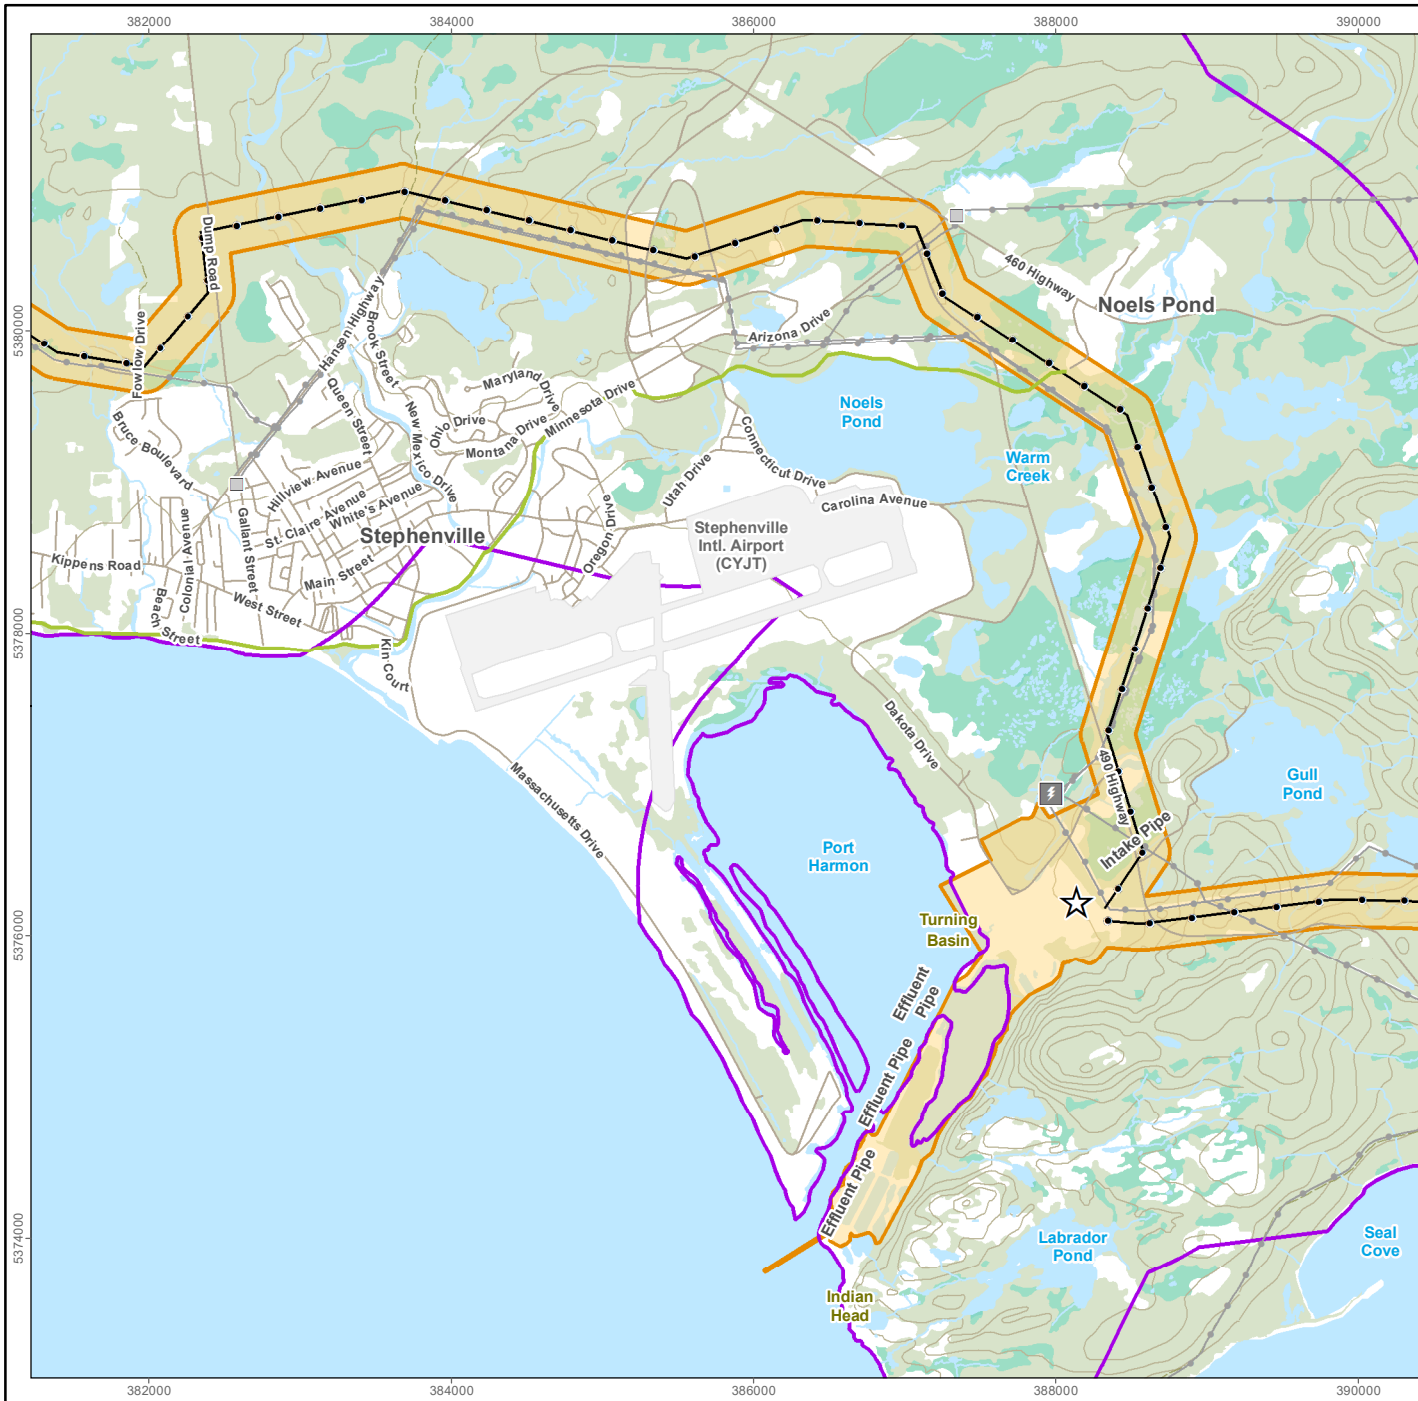 382000
384000
386000
388000
390000
5380000
5378000
5376000
5374000
Dump Road
Fowlow Drive
Hansen Highway
Brook Street
Queen Street
460 Highway
Noels Pond
Arizona Drive
Maryland Drive
Minnesota Drive
Ohio Drive
Montana Drive
New Mexico Drive
Bruce Boulevard
Hillview Avenue
St. Claire Avenue
White's Avenue
Noels
Pond
Connecticut Drive
Utah Drive
Carolina Avenue
Warm
Creek
Stephenville
Stephenville
Intl. Airport
(CYJT)
Oregon Drive
Kippens Road
Colonial Avenue
Gallant Street
Main Street
West Street
Beach Street
Kin Court
Dakota Drive
Massachusetts Drive
490 Highway
Gull
Pond
Intake Pipe
Port
Harmon
Turning
Basin
Effluent
Pipe
Effluent Pipe
Effluent Pipe
Labrador
Pond
Seal
Cove
Indian
Head
382000
384000
386000
388000
390000